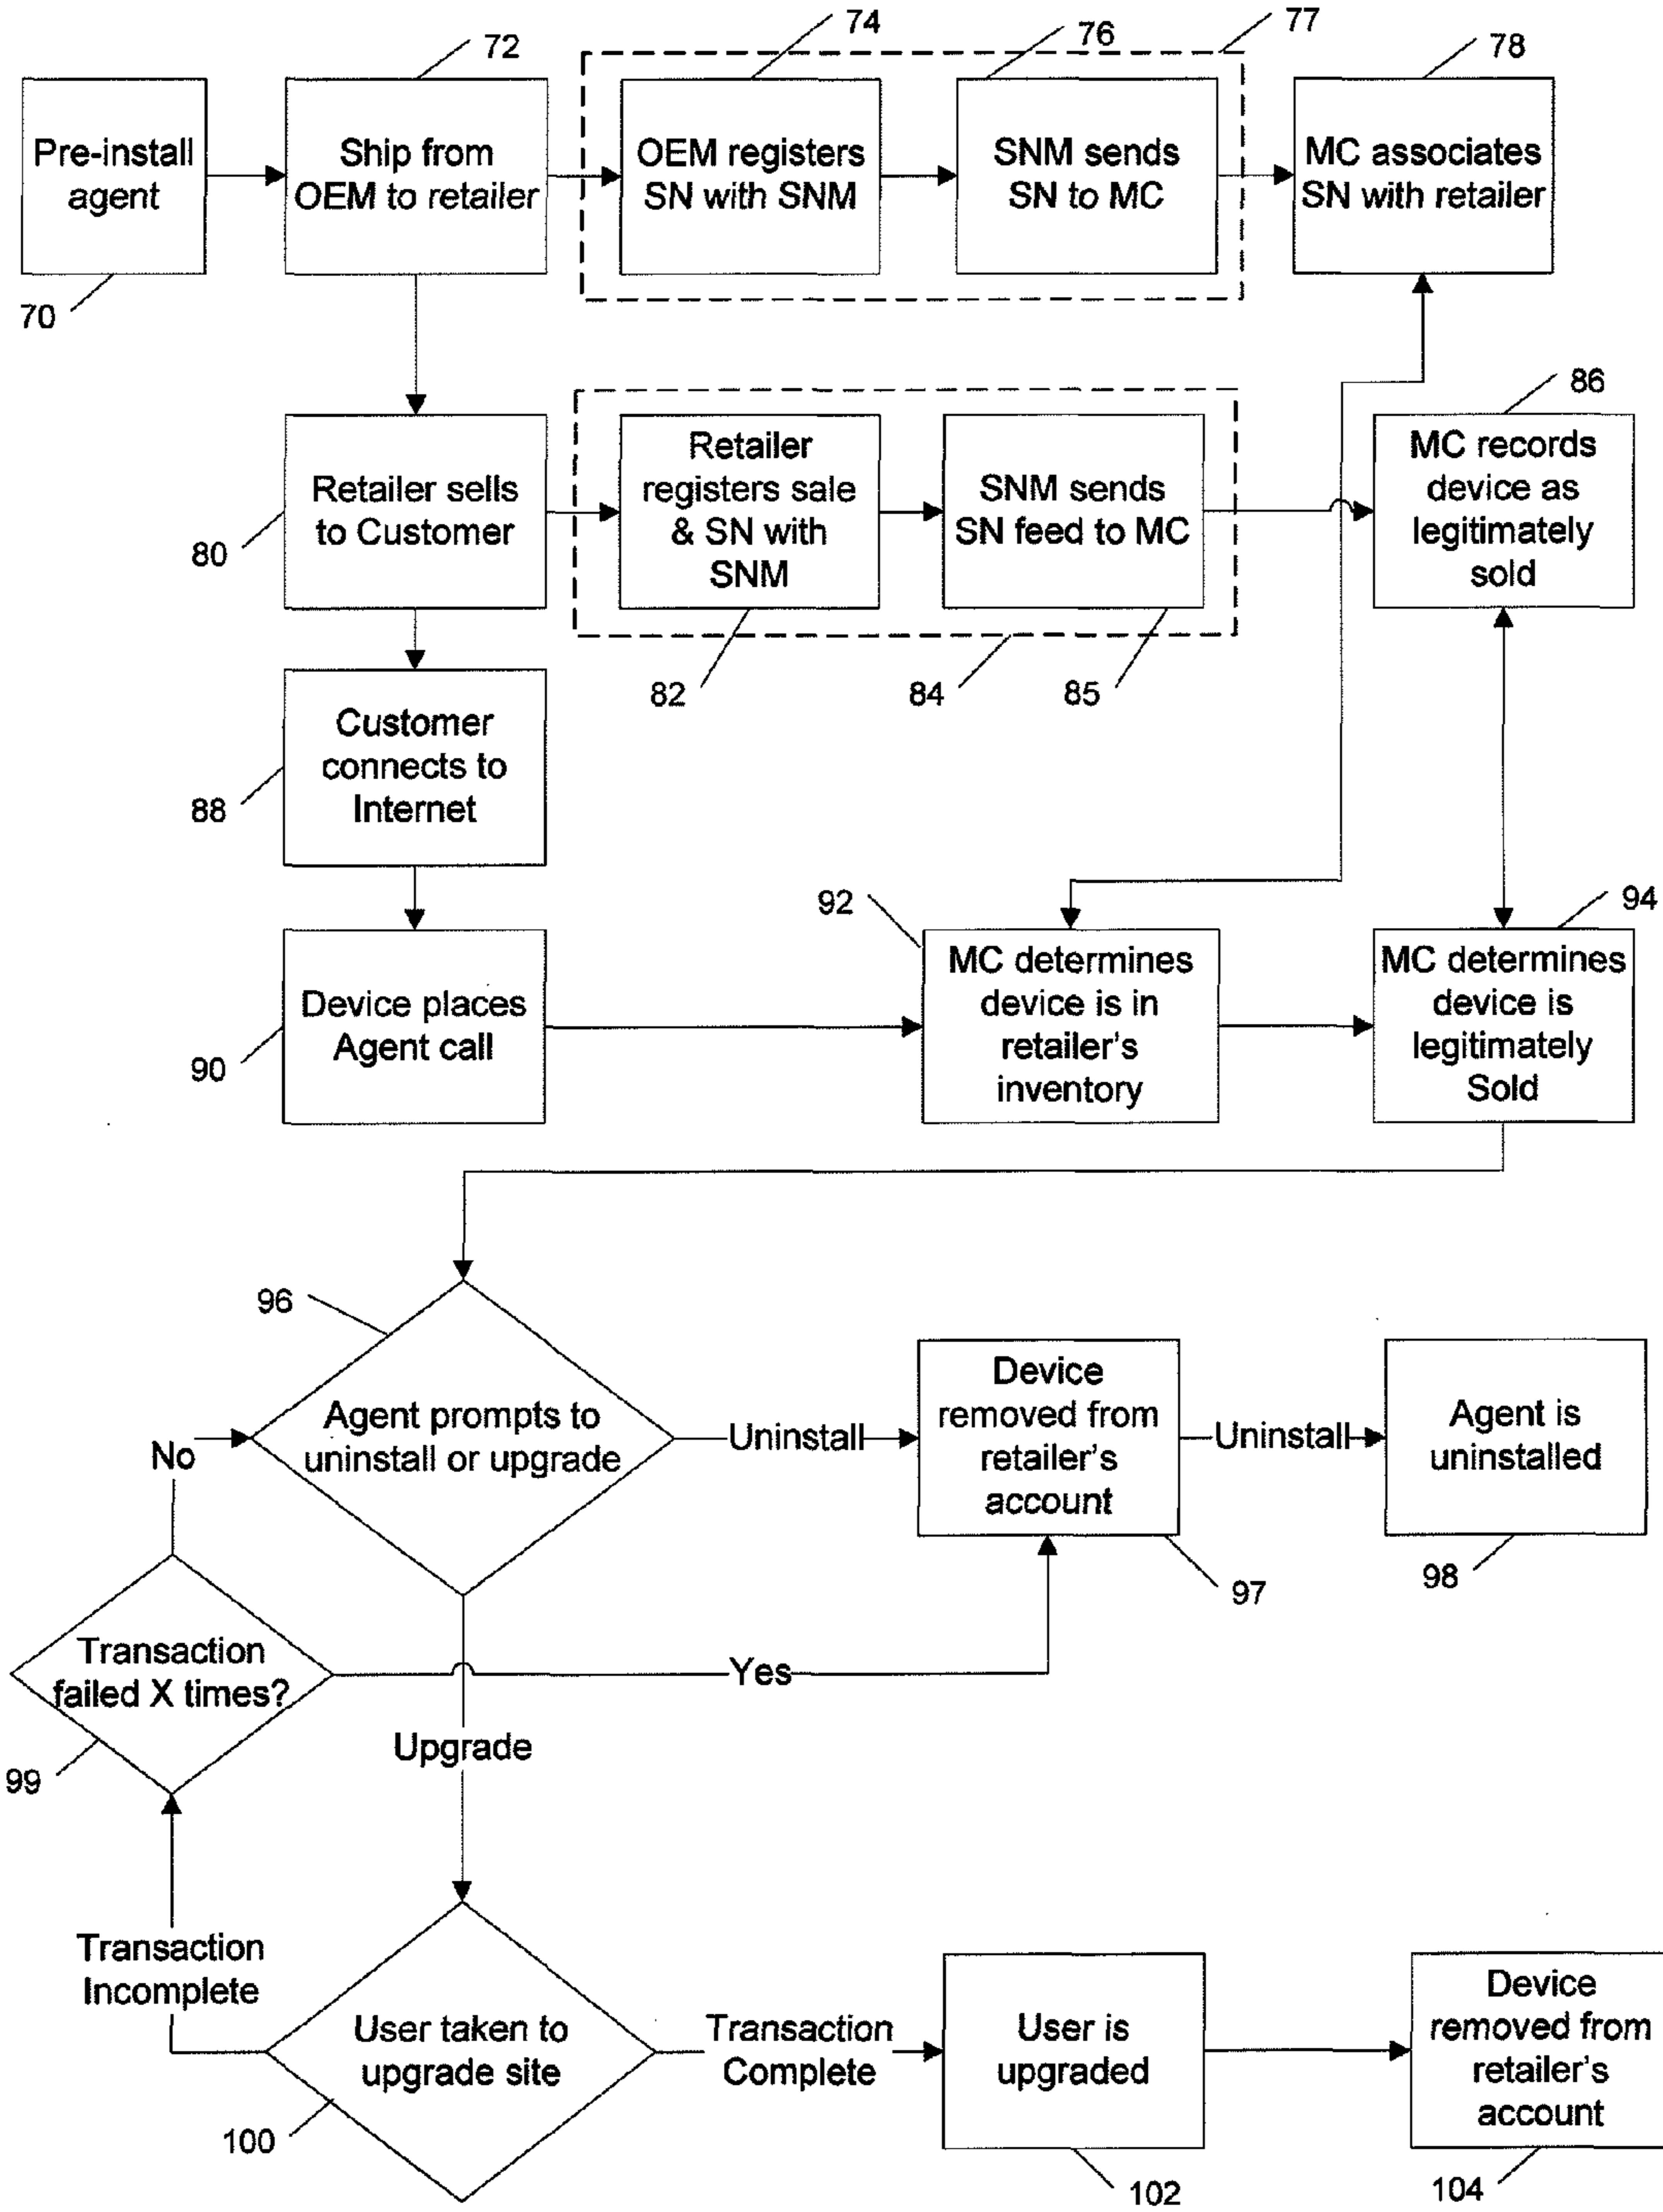 72
74
76
77
78
Pre-install
agent
Ship from
OEM to retailer
OEM registers
SN with SNM
SNM sends
SN to MC
MC associates
SN with retailer
70
86
Retailer sells
to Customer
Retailer
registers sale
& SN with
SNM
SNM sends
SN feed to MC
MC records
device as
legitimately
sold
80
82
84
85
Customer
connects to
Internet
88
92
94
Device places
Agent call
MC determines
device is in
retailer's
inventory
MC determines
device is
legitimately
Sold
90
96
Agent prompts to
uninstall or upgrade
Uninstall
Device
removed from
retailer's
account
Uninstall
Agent is
uninstalled
No
97
98
Transaction
failed X times?
Yes
99
Upgrade
Transaction
Incomplete
User taken to
upgrade site
Transaction
Complete
User is
upgraded
Device
removed from
retailer's
account
100
102
104